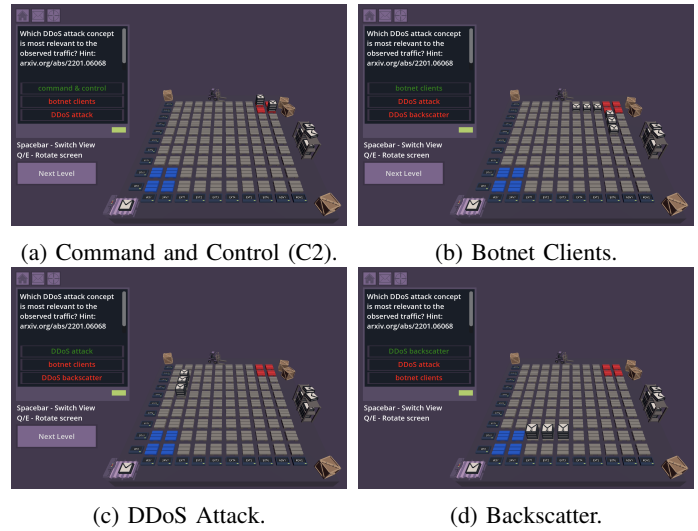 Which DDoS attack concept
is most relevant to the
observed traffic? Hint:
arxiv.org/abs/2201.06068
command & control
botnet clients
DDoS attack
Spacebar - Switch View
Q/E - Rotate screen
Next Level
(a) Command and Control (C2).
Which DDoS attack concept
is most relevant to the
observed traffic? Hint:
arxiv.org/abs/2201.06068
botnet clients
DDoS attack
DDoS backscatter
Spacebar - Switch View
Q/E - Rotate screen
Next Level
(b) Botnet Clients.
Which DDoS attack concept
is most relevant to the
observed traffic? Hint:
arxiv.org/abs/2201.06068
DDoS attack
botnet clients
DDoS backscatter
Spacebar - Switch View
Q/E - Rotate screen
Next Level
(c) DDoS Attack.
Which DDoS attack concept
is most relevant to the
observed traffic? Hint:
arxiv.org/abs/2201.06068
DDoS backscatter
DDoS attack
botnet clients
Spacebar - Switch View
Q/E - Rotate screen
(d) Backscatter.